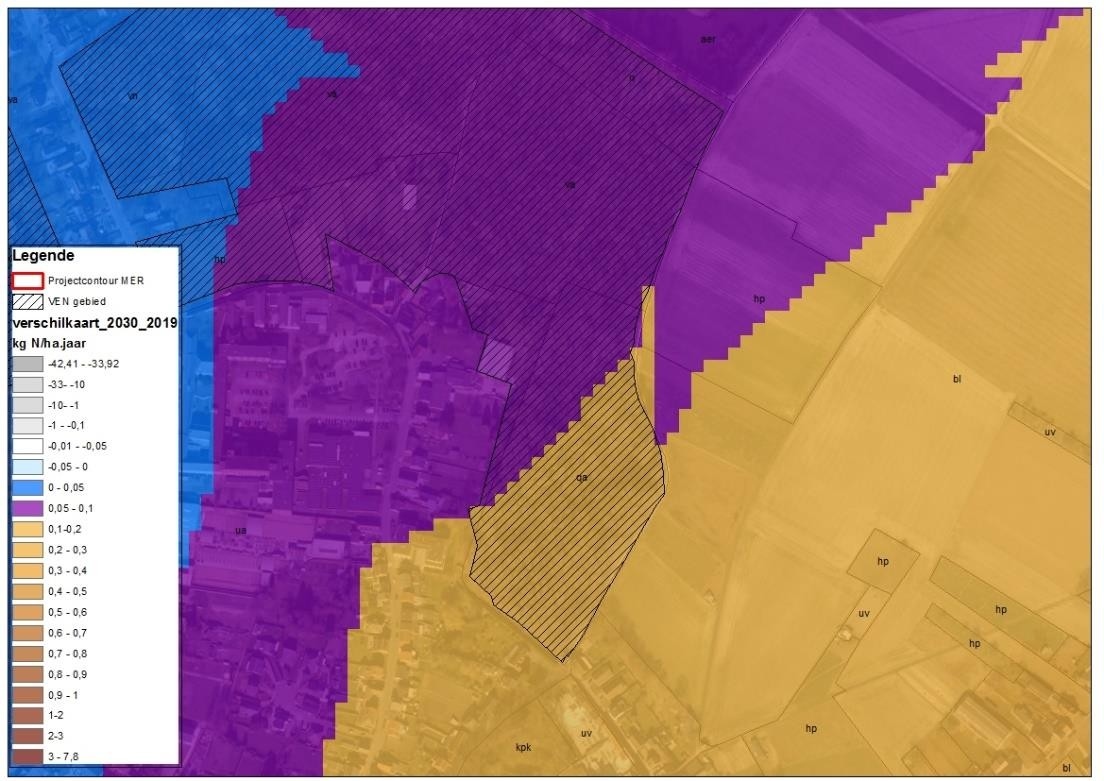 aer
n
va
vn
va
va
hp
hp
bl
uv
qa
ua
hp
hp
uv
hp
hp
uv
kpk
bl
Legende
Projectcontour MER
VEN gebied
verschilkaart_2030_2019
kg N/ha.jaar
-42,41 - -33,92
-33- -10
-10- -1
-1 - -0,1
-0,01 - -0,05
-0,05 - 0
0 - 0,05
0,05 - 0,1
0,1-0,2
0,2 - 0,3
0,3 - 0,4
0,4 - 0,5
0,5 - 0,6
0,6 - 0,7
0,7 - 0,8
0,8 - 0,9
0,9 - 1
1-2
2-3
3 - 7,8